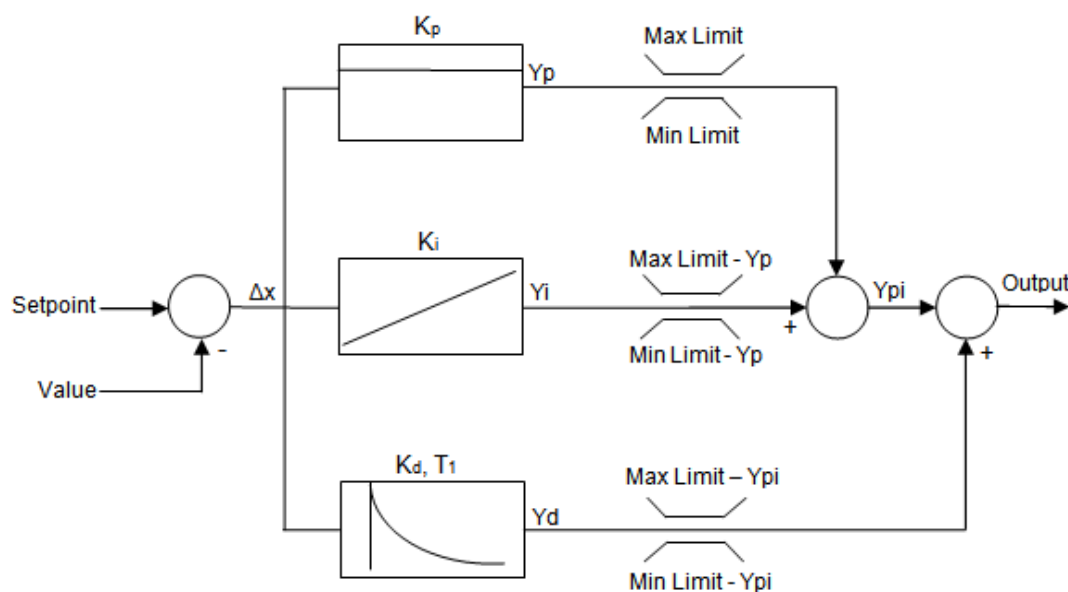 Kp
Max Limit
Yp
Min Limit
Ki
Max Limit - Yp
Setpoint
Δx
Yi
Ypi
Output
+
Min Limit - Yp
-
+
Value
Kd, T1
Max Limit – Ypi
Yd
Min Limit - Ypi